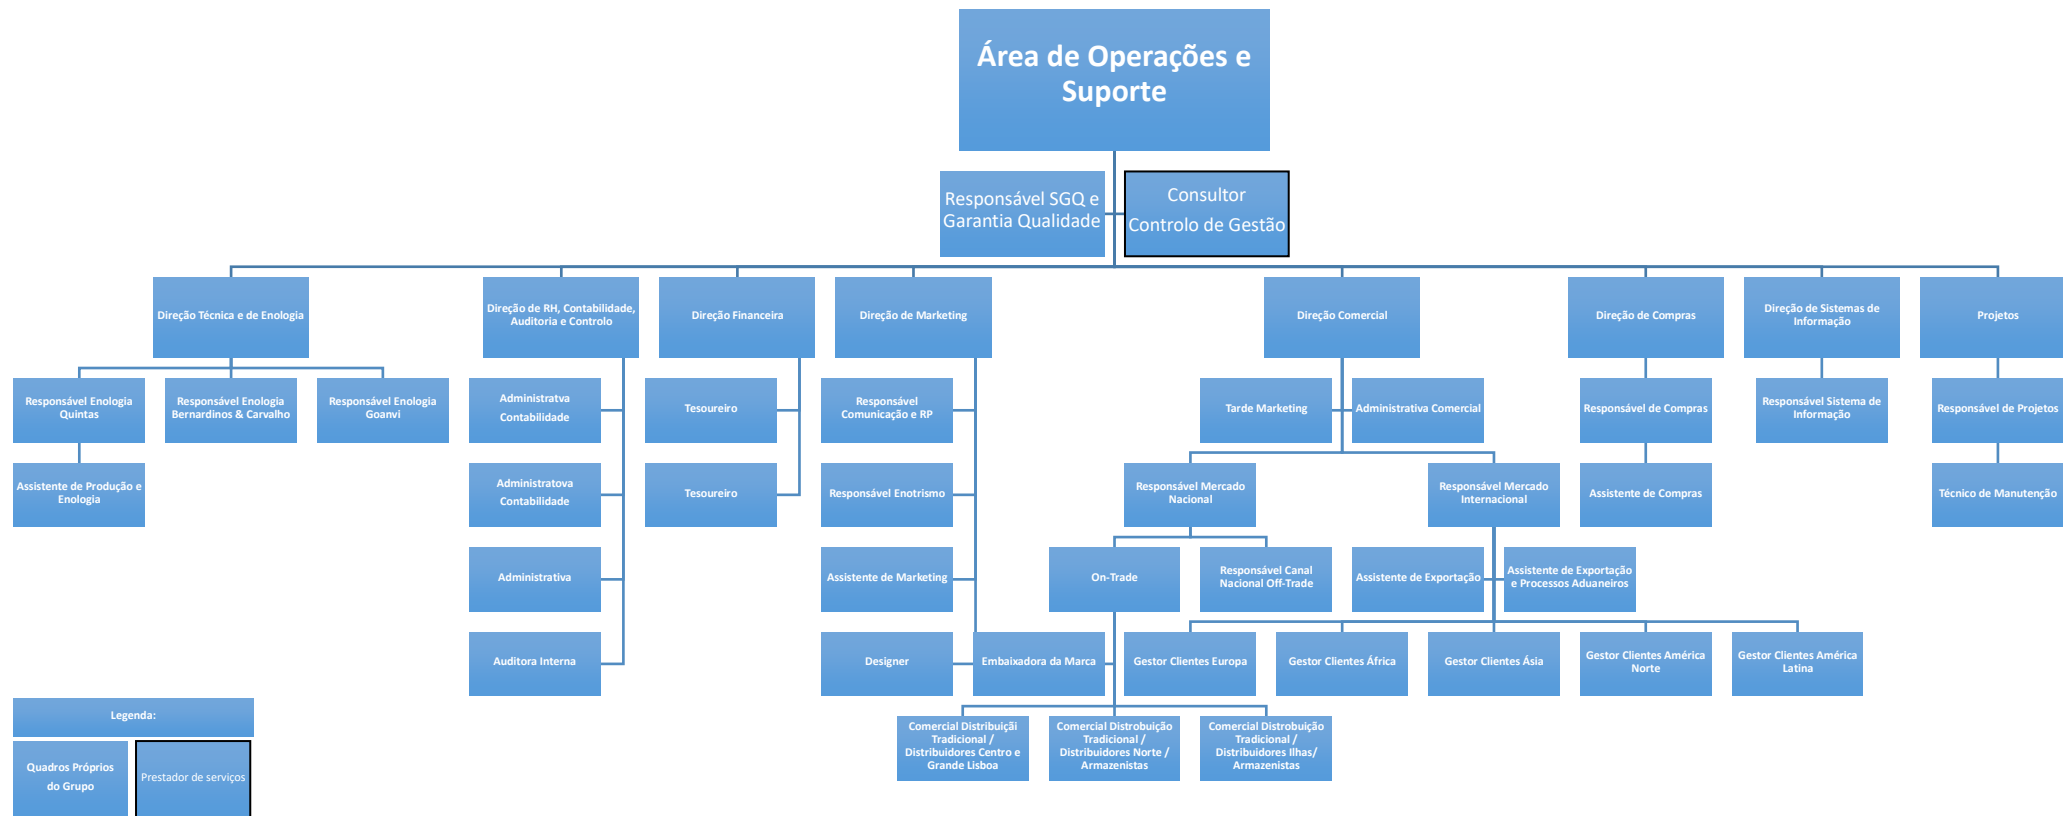 Área de Operações e
Suporte
Responsável SGQ e
Garantia Qualidade
Consultor
Controlo de Gestão
Direção Técnica e de Enologia
Direção de RH, Contabilidade,
Auditoria e Controlo
Direção Financeira
Direção de Marketing
Direção Comercial
Direção de Compras
Direção de Sistemas de
Informação
Projetos
Responsável Enologia
Quintas
Responsável Enologia
Bernardinos & Carvalho
Responsável Enologia
Goanvi
Administratva
Contabilidade
Tesoureiro
Responsável
Comunicação e RP
Tarde Marketing
Administrativa Comercial
Responsável de Compras
Responsável Sistema de
Informação
Responsável de Projetos
Assistente de Produção e
Enologia
Administratova
Contabilidade
Tesoureiro
Responsável Enotrismo
Responsável Mercado
Nacional
Responsável Mercado
Internacional
Assistente de Compras
Técnico de Manutenção
Administrativa
Assistente de Marketing
On-Trade
Responsável Canal
Nacional Off-Trade
Assistente de Exportação
Assistente de Exportação
e Processos Aduaneiros
Auditora Interna
Designer
Embaixadora da Marca
Gestor Clientes Europa
Gestor Clientes África
Gestor Clientes Ásia
Gestor Clientes América
Norte
Gestor Clientes América
Latina
Comercial Distribuiçãi
Tradicional /
Distribuidores Centro e
Grande Lisboa
Comercial Distrobuição
Tradicional /
Distribuidores Norte /
Armazenistas
Comercial Distrobuição
Tradicional /
Distribuidores Ilhas/
Armazenistas
Legenda:
Quadros Próprios
do Grupo
Prestador de serviços